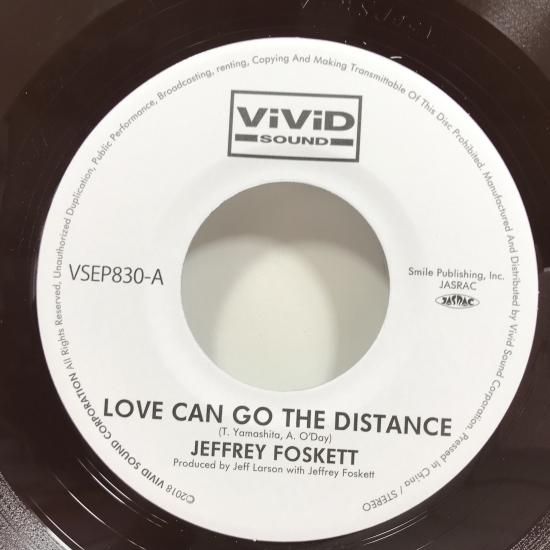 ViViD
SOUND
VSEP830-A
Smile Publishing, Inc.
JASRAC
JASRAC
LOVE CAN GO THE DISTANCE
(T. Yamashita, A. O'Day)
JEFFREY FOSKETT
Produced by Jeff Larson with Jeffrey Foskett
©2018 VIVID SOUND CORPORATION All Rights Reserved, Unauthorized Duplication, Public Performance, Broadcasting, renting, Copying And Making Transmittable Of This Disc Prohibited. Manufactured And Distributed by Vivid Sound Corporation. Pressed In China / STEREO